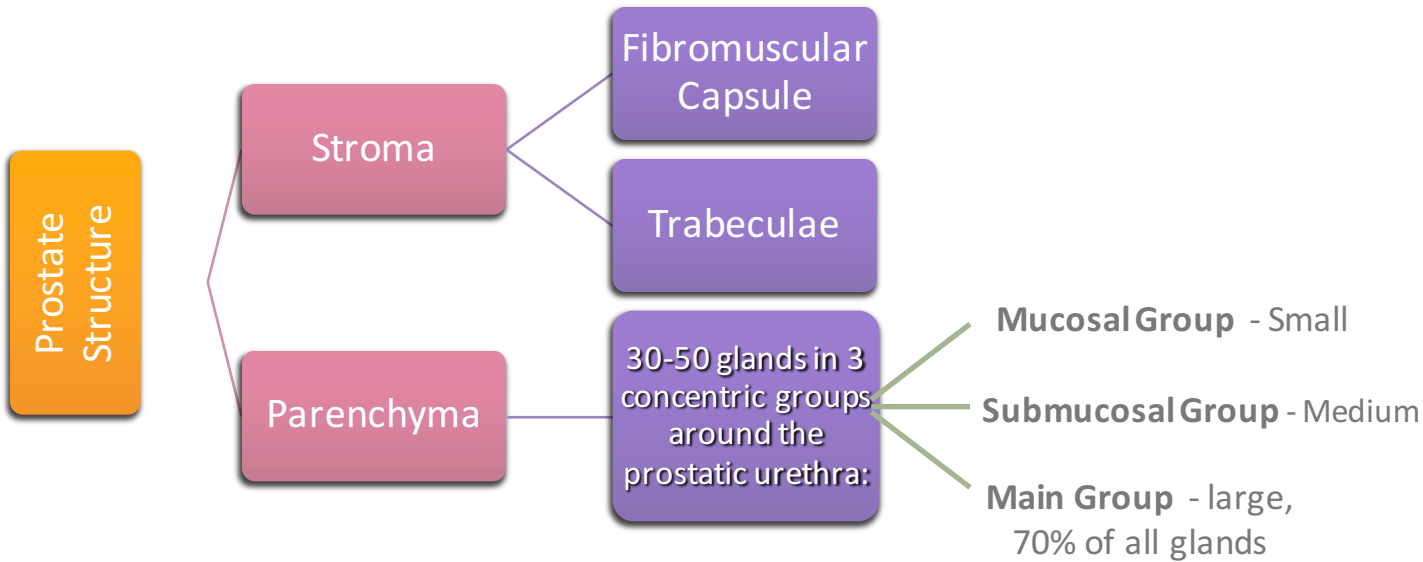 Prostate
Structure
Stroma
Fibromuscular
Capsule
Trabeculae
Parenchyma
30-50 glands in 3
concentric groups
around the
prostatic urethra:
Mucosal Group - Small
Submucosal Group - Medium
Main Group - large,
70% of all glands